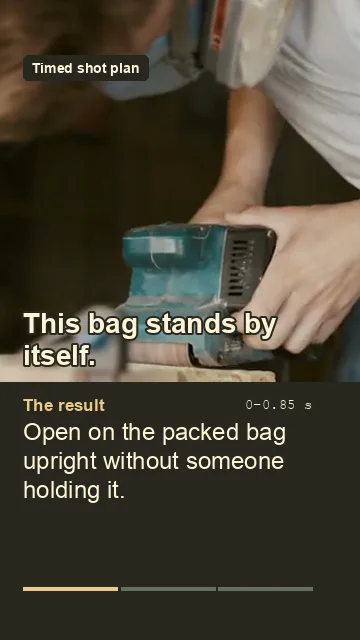 Timed shot plan
This bag stands by
itself.
The result
0–0.85 s
Open on the packed bag
upright without someone
holding it.